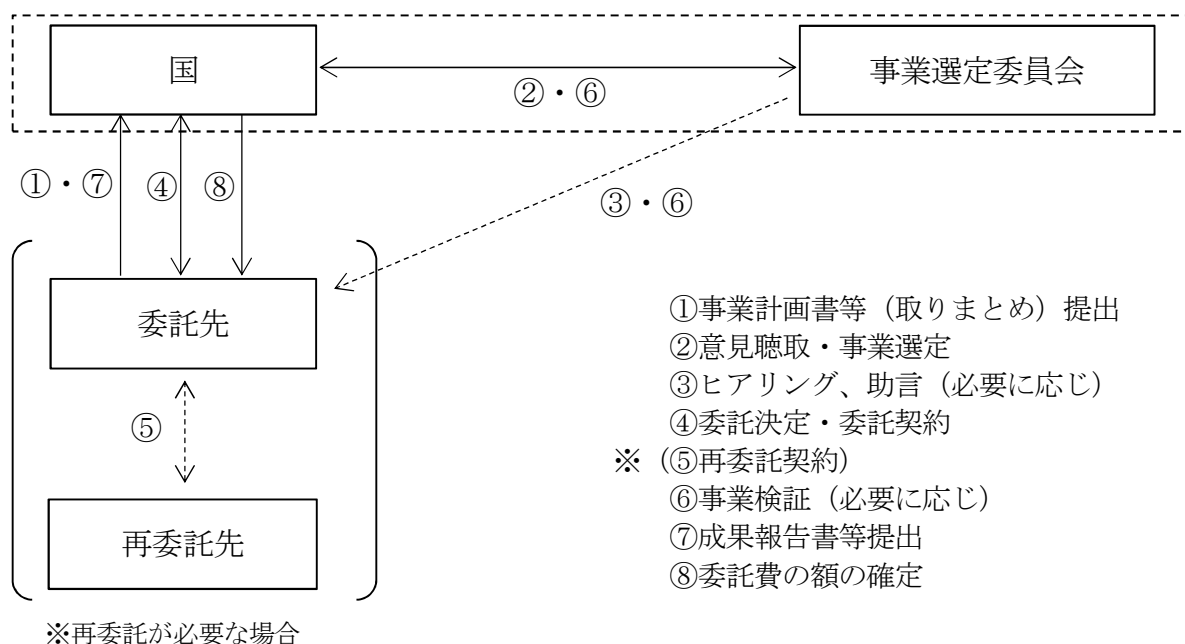 国
事業選定委員会
②・⑥
①・⑦
④
⑧
③・⑥
委託先
⑤
再委託先
※再委託が必要な場合
①事業計画書等（取りまとめ）提出
②意見聴取・事業選定
③ヒアリング、助言（必要に応じ）
④委託決定・委託契約
※（⑤再委託契約）
⑥事業検証（必要に応じ）
⑦成果報告書等提出
⑧委託費の額の確定